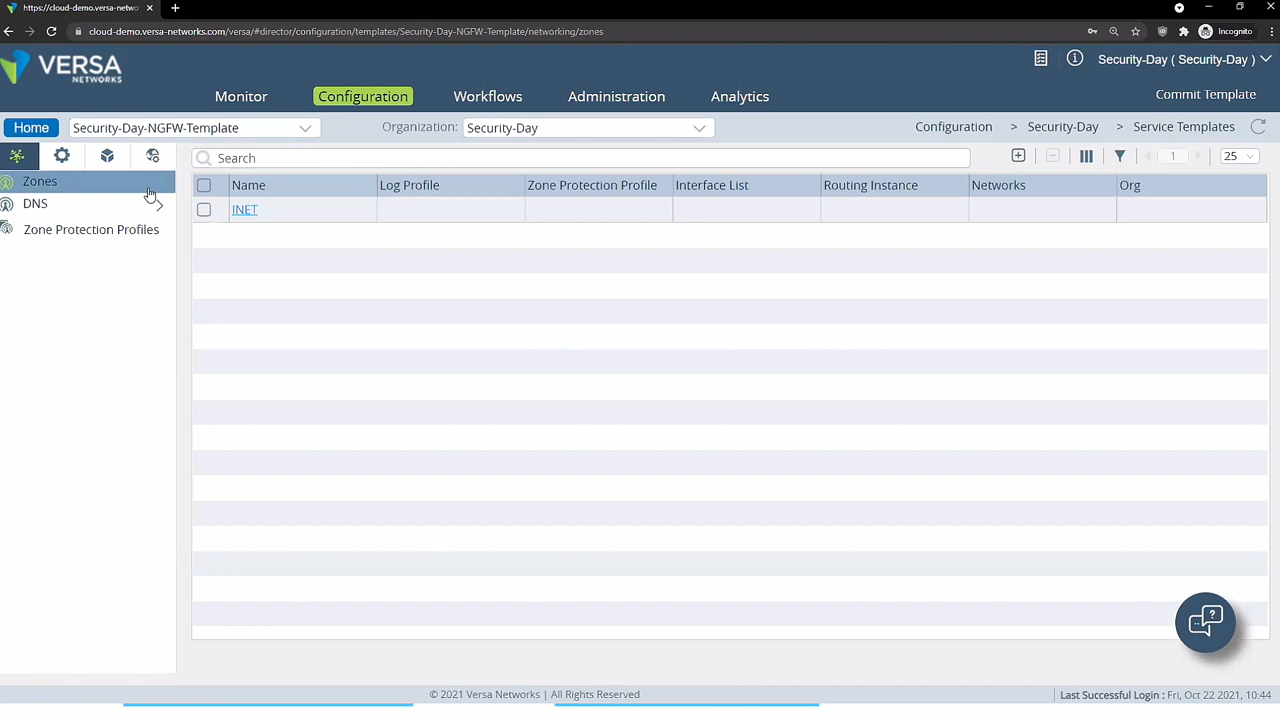 https://cloud-demo.versa-netwo
cloud-demo.versa-networks.com/versa/#director/configuration/templates/Security-Day-NGFW-Template/networking/zones
Incognito
VERSA
NETWORKS
Security-Day ( Security-Day )
Monitor
Configuration
Workflows
Administration
Analytics
Commit Template
Home
Security-Day-NGFW-Template
Organization:
Security-Day
Configuration > Security-Day > Service Templates
Search
1
25
Zones
DNS
Zone Protection Profiles
Name
Log Profile
Zone Protection Profile
Interface List
Routing Instance
Networks
Org
INET
© 2021 Versa Networks | All Rights Reserved
Last Successful Login : Fri, Oct 22 2021, 10:44